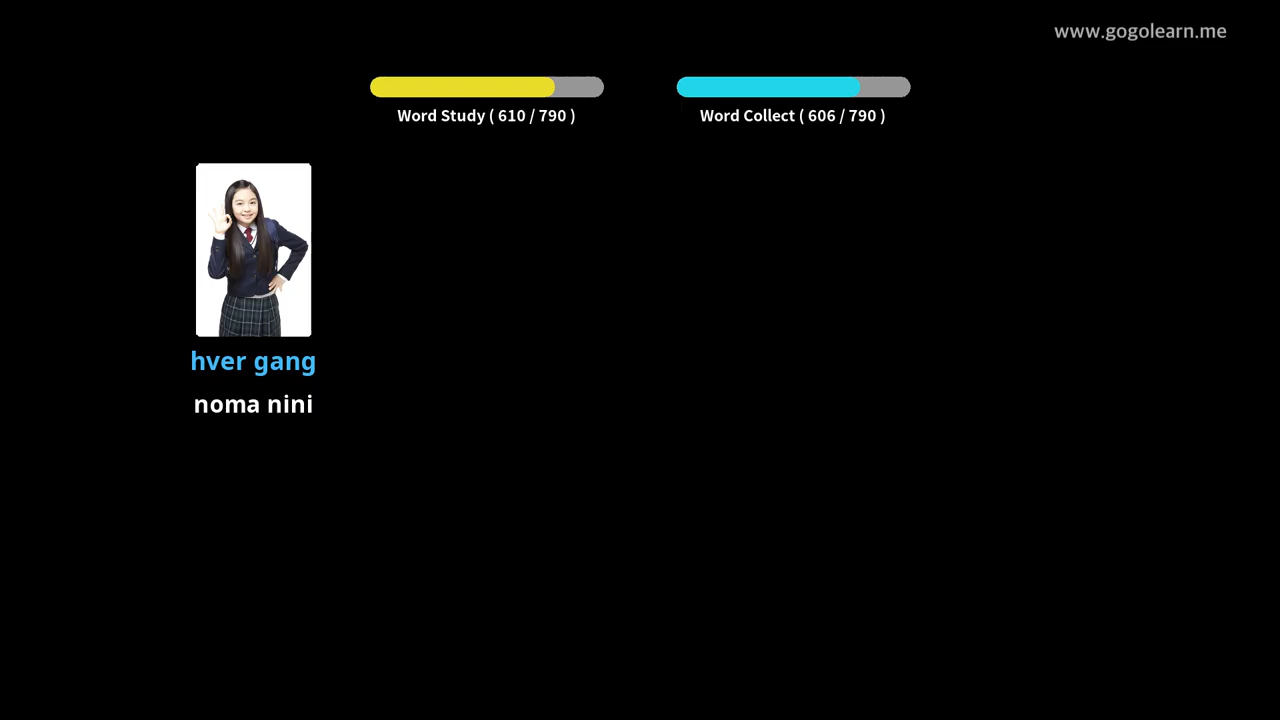 www.gogolearn.me
Word Study ( 610 / 790 )
Word Collect ( 606 / 790 )
hver gang
noma nini